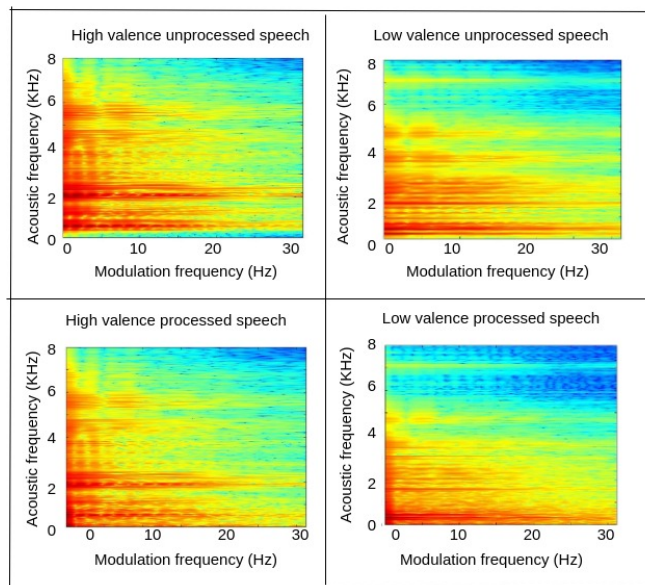 High valence unprocessed speech
8
6
4
2
0
Acoustic frequency (KHz)
0 10 20 30
Modulation frequency (Hz)
Low valence unprocessed speech
8
6
4
2
0
Acoustic frequency (KHz)
0 10 20 30
Modulation frequency (Hz)
High valence processed speech
8
6
4
2
0
Acoustic frequency (KHz)
0 10 20 30
Modulation frequency (Hz)
Low valence processed speech
8
6
4
2
0
Acoustic frequency (KHz)
0 10 20 30
Modulation frequency (Hz)